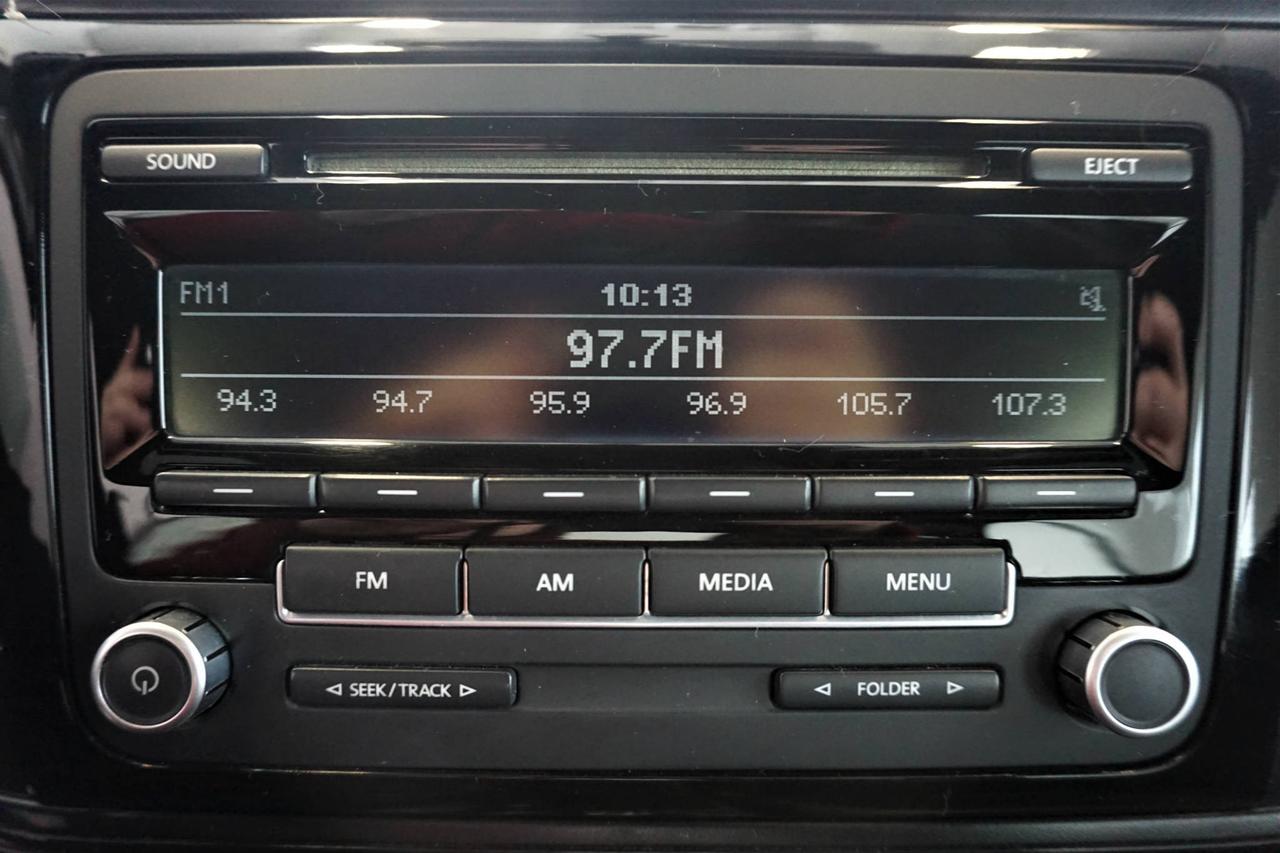 SOUND EJECT
FM1 10:13
97.7FM
94.3 94.7 95.9 96.9 105.7 107.3
FM AM MEDIA MENU
SEEK/TRACK FOLDER